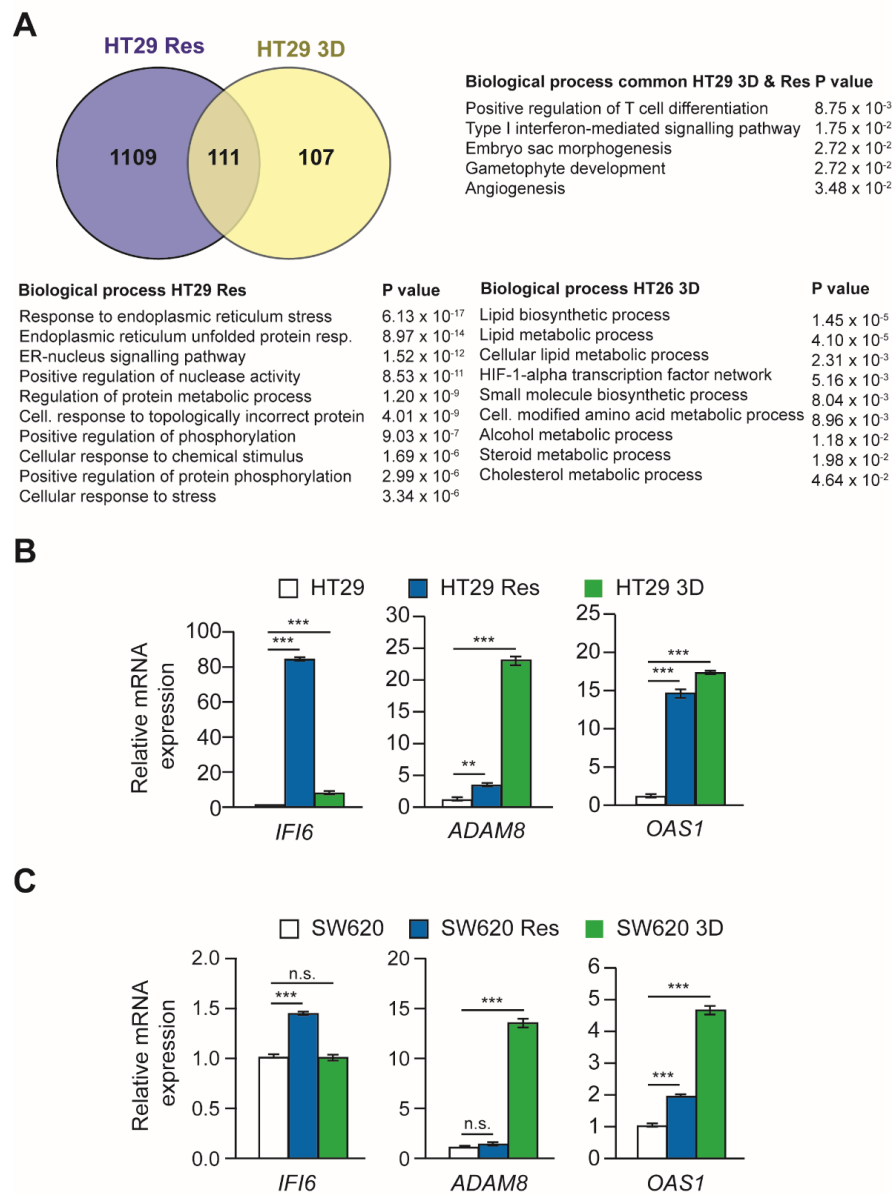 A
HT29 Res
HT29 3D
1109
111
107
Biological process common HT29 3D & Res P value
Positive regulation of T cell differentiation 8.75 x 10⁻³
Type I interferon-mediated signalling pathway 1.75 x 10⁻²
Embryo sac morphogenesis 2.72 x 10⁻²
Gametophyte development 2.72 x 10⁻²
Angiogenesis 3.48 x 10⁻²
Biological process HT29 Res P value
Response to endoplasmic reticulum stress 6.13 x 10⁻¹⁷
Endoplasmic reticulum unfolded protein resp. 8.97 x 10⁻¹⁴
ER-nucleus signalling pathway 1.52 x 10⁻¹²
Positive regulation of nuclease activity 8.53 x 10⁻¹¹
Regulation of protein metabolic process 1.20 x 10⁻⁹
Cell. response to topologically incorrect protein 4.01 x 10⁻⁹
Positive regulation of phosphorylation 9.03 x 10⁻⁷
Cellular response to chemical stimulus 1.69 x 10⁻⁶
Positive regulation of protein phosphorylation 2.99 x 10⁻⁶
Cellular response to stress 3.34 x 10⁻⁶
Biological process HT26 3D P value
Lipid biosynthetic process 1.45 x 10⁻⁵
Lipid metabolic process 4.10 x 10⁻⁵
Cellular lipid metabolic process 2.31 x 10⁻³
HIF-1-alpha transcription factor network 5.16 x 10⁻³
Small molecule biosynthetic process 8.04 x 10⁻³
Cell. modified amino acid metabolic process 8.96 x 10⁻³
Alcohol metabolic process 1.18 x 10⁻²
Steroid metabolic process 1.98 x 10⁻²
Cholesterol metabolic process 4.64 x 10⁻²
B
HT29 HT29 Res HT29 3D
Relative mRNA
expression
100
80
60
40
20
0
***
***
IFI6
30
25
20
15
10
5
0
***
**
ADAM8
25
20
15
10
5
0
***
***
OAS1
C
SW620 SW620 Res SW620 3D
Relative mRNA
expression
2.0
1.5
1.0
0.5
0.0
n.s.
***
IFI6
20
15
10
5
0
***
n.s.
ADAM8
6
5
4
3
2
1
0
***
***
OAS1